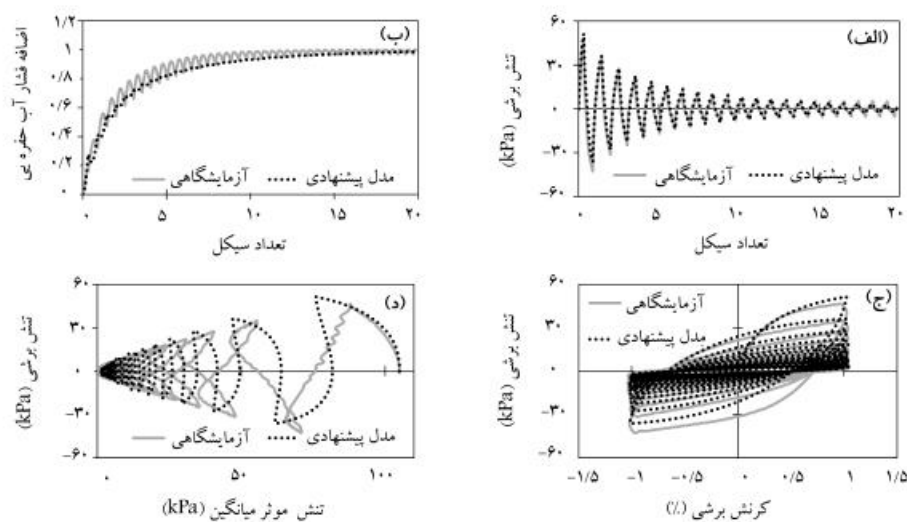 (الف)
تنش برشی (kPa)
۶۰
۳۰
۰
-۳۰
-۶۰
آزمایشگاهی
مدل پیشنهادی
۰ ۵ ۱۰ ۱۵ ۲۰
تعداد سیکل
(ب)
اضافه فشار آب حفره یی
۱/۲
۱
۰/۸
۰/۶
۰/۴
۰/۲
۰
آزمایشگاهی
مدل پیشنهادی
۰ ۵ ۱۰ ۱۵ ۲۰
تعداد سیکل
(ج)
تنش برشی (kPa)
۶۰
۳۰
۰
-۳۰
-۶۰
آزمایشگاهی
مدل پیشنهادی
-۱/۵ -۱ -۰/۵ ۰ ۰/۵ ۱ ۱/۵
کرنش برشی (٪)
(د)
تنش برشی (kPa)
۶۰
۳۰
۰
-۳۰
-۶۰
آزمایشگاهی
مدل پیشنهادی
۰ ۵۰ ۱۰۰
تنش موثر میانگین (kPa)